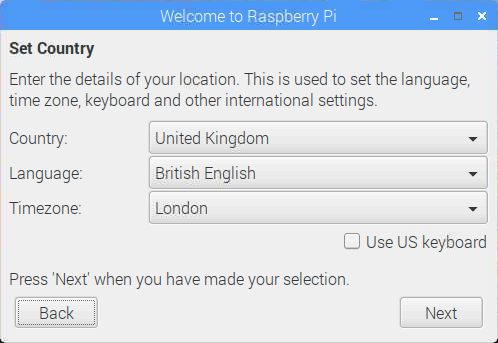 Welcome to Raspberry Pi
Set Country
Enter the details of your location. This is used to set the language,
time zone, keyboard and other international settings.
Country: United Kingdom
Language: British English
Timezone: London
Use US keyboard
Press 'Next' when you have made your selection.
Back Next